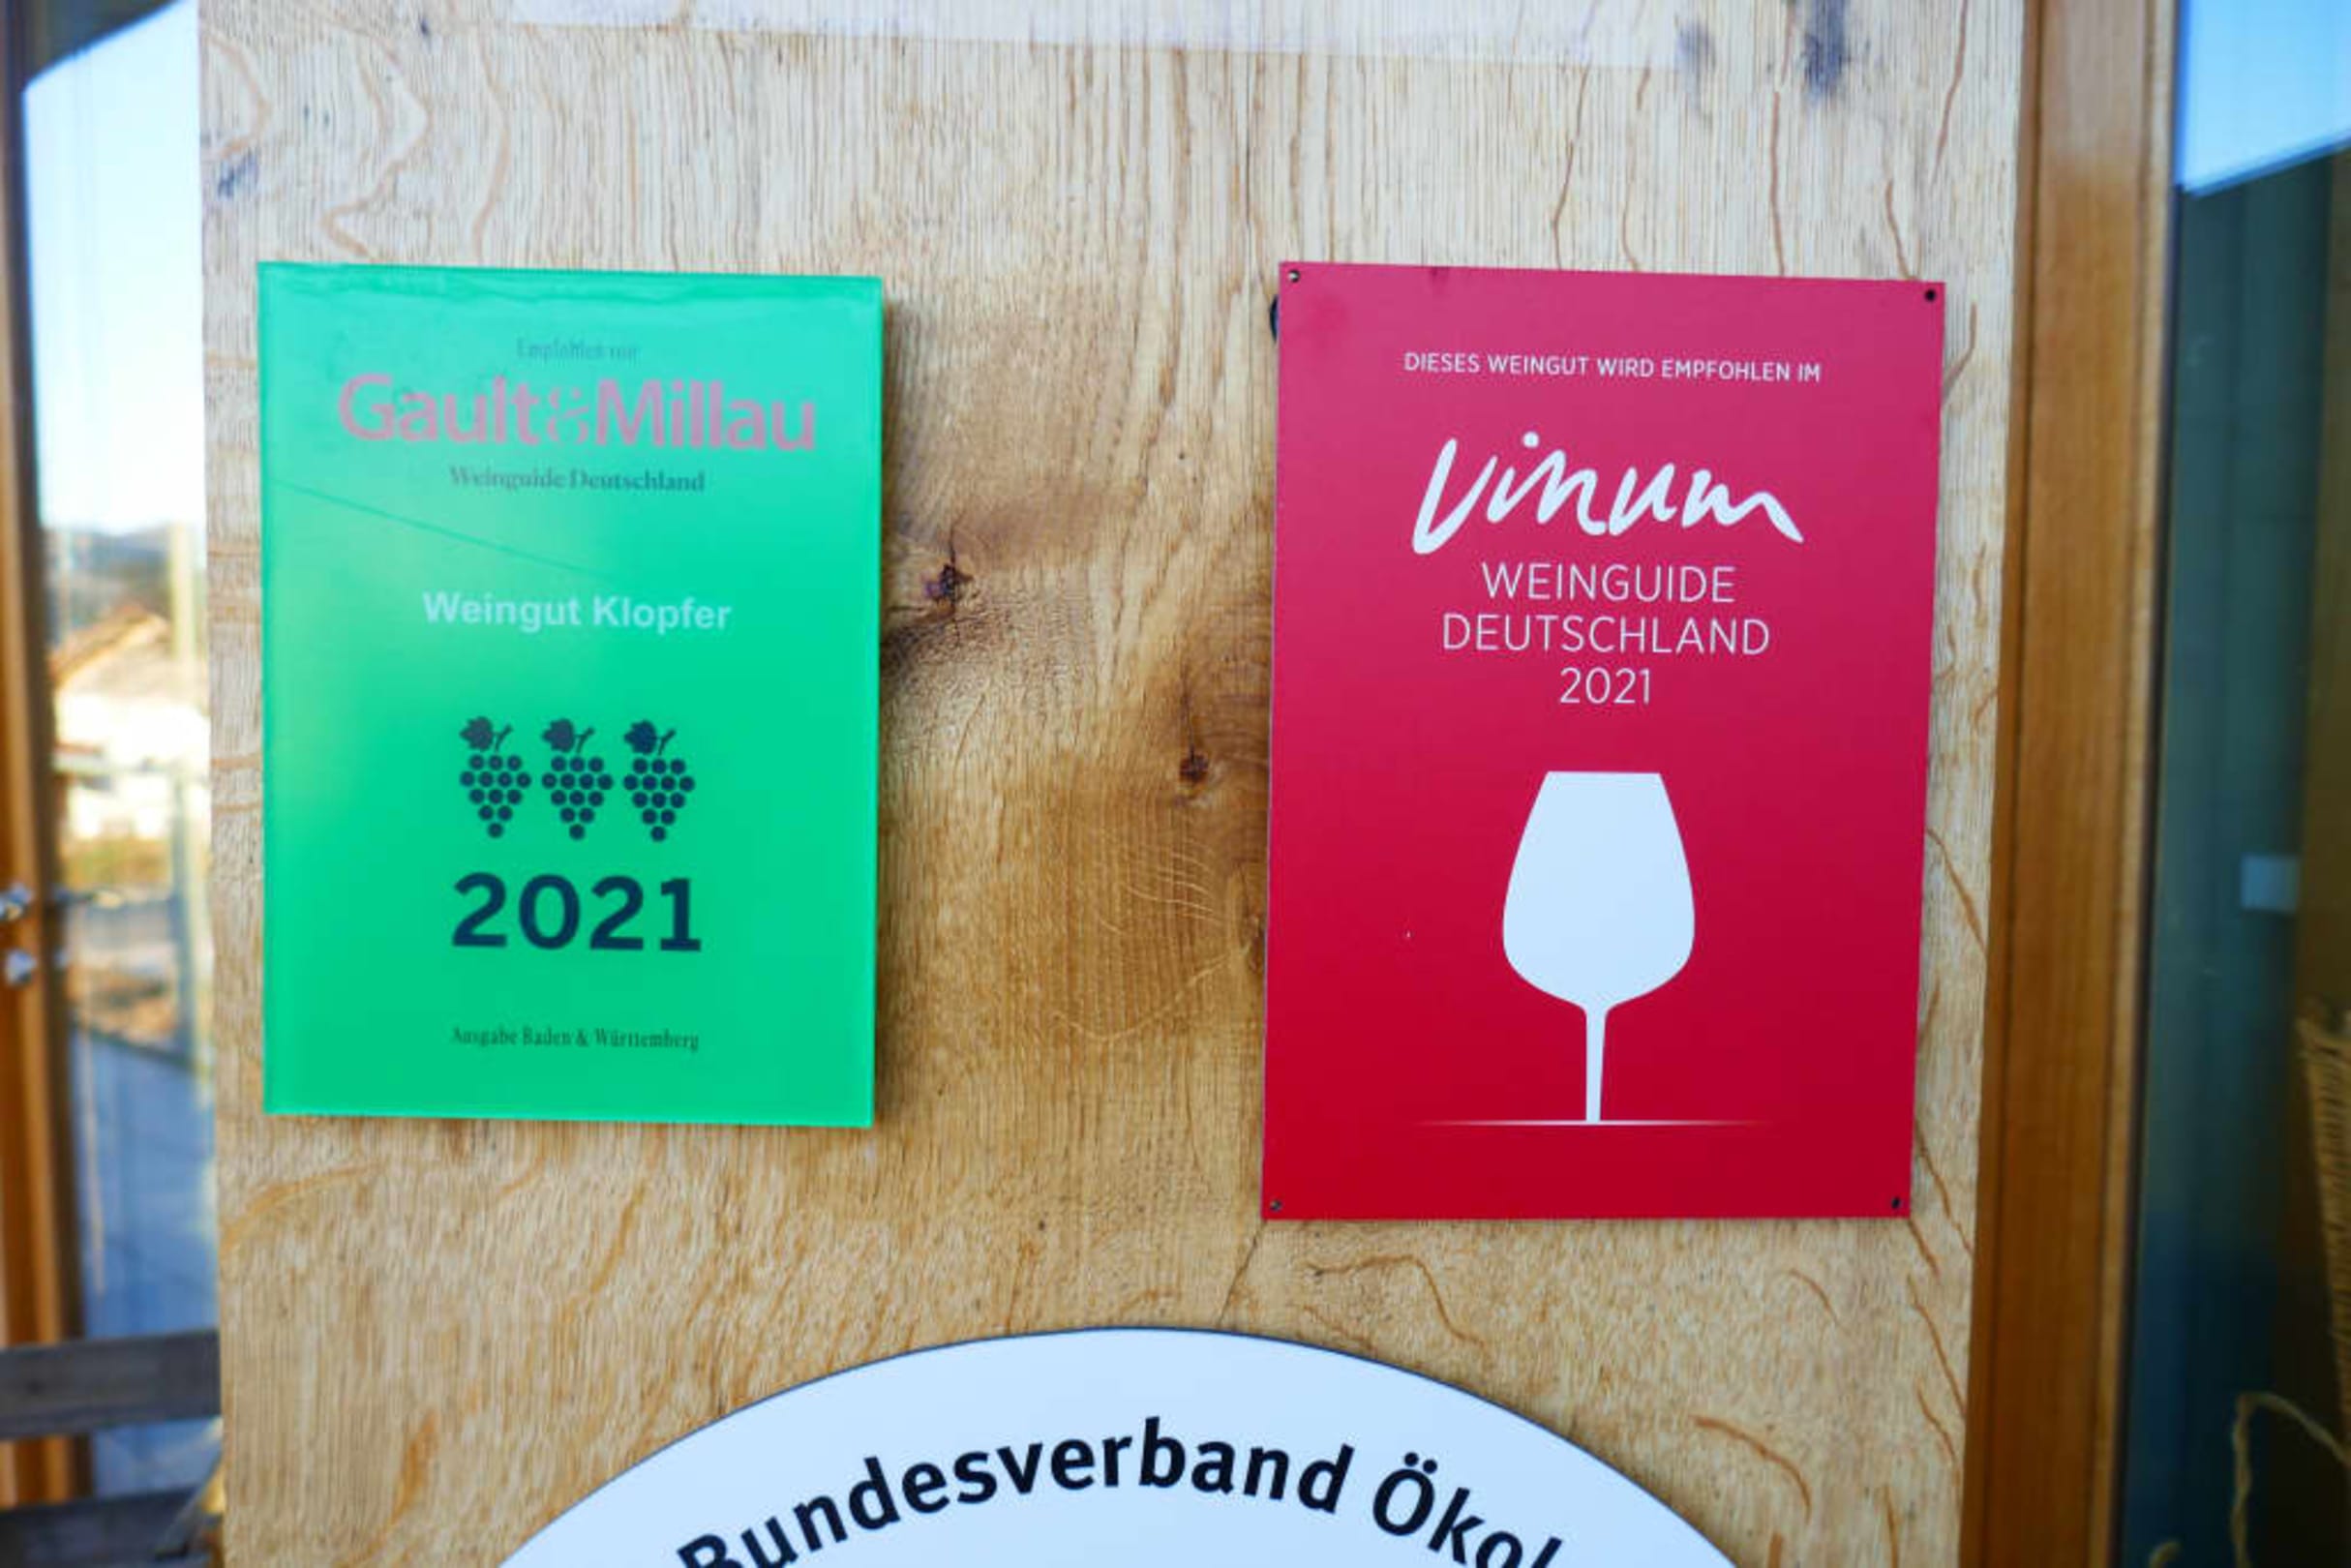 Empfohlen von
Gault&Millau
Weinguide Deutschland
Weingut Klopfer
2021
Ausgabe Baden & Württemberg
DIESES WEINGUT WIRD EMPFOHLEN IM
vinum
WEINGUIDE
DEUTSCHLAND
2021
Bundesverband Ökol